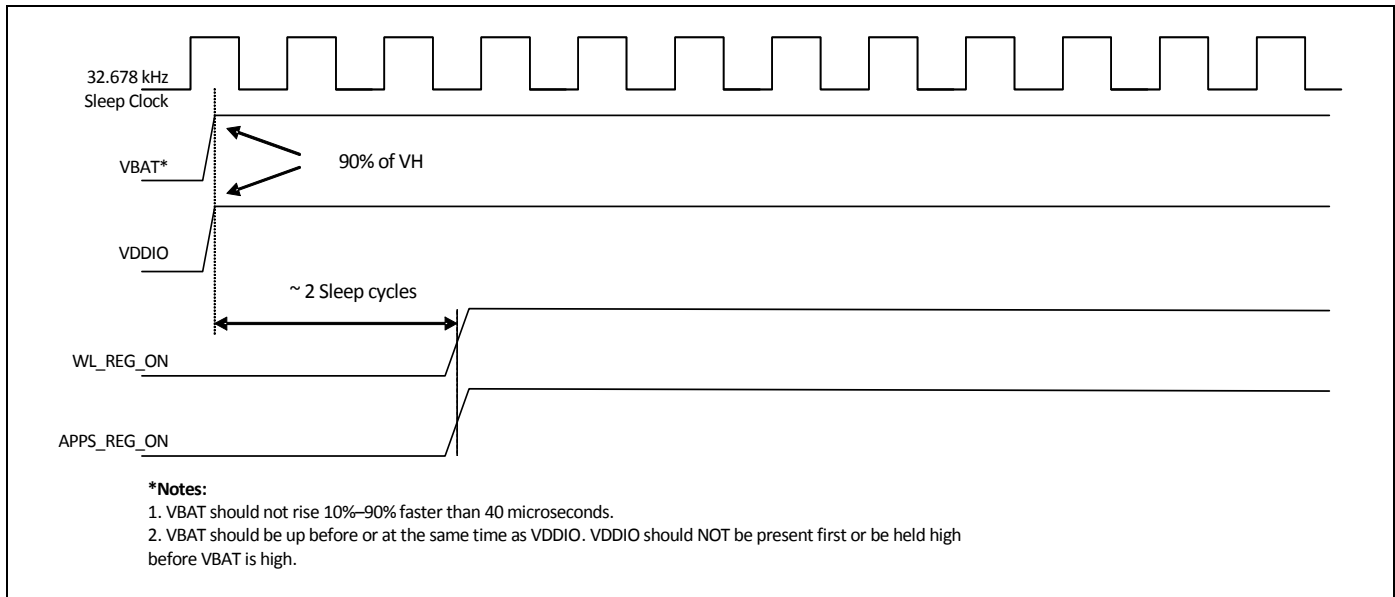 32.678 kHz
Sleep Clock
VBAT*
90% of VH
VDDIO
~ 2 Sleep cycles
WL_REG_ON
APPS_REG_ON
*Notes:
1. VBAT should not rise 10%–90% faster than 40 microseconds.
2. VBAT should be up before or at the same time as VDDIO. VDDIO should NOT be present first or be held high
before VBAT is high.